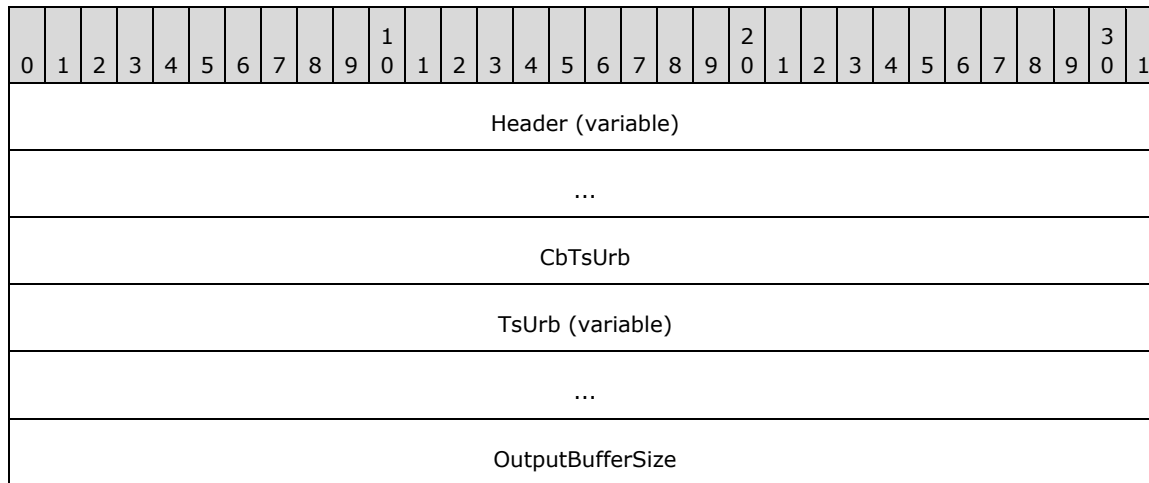 1 2 3
0 1 2 3 4 5 6 7 8 9 0 1 2 3 4 5 6 7 8 9 0 1 2 3 4 5 6 7 8 9 0 1
Header (variable)
...
CbTsUrb
TsUrb (variable)
...
OutputBufferSize